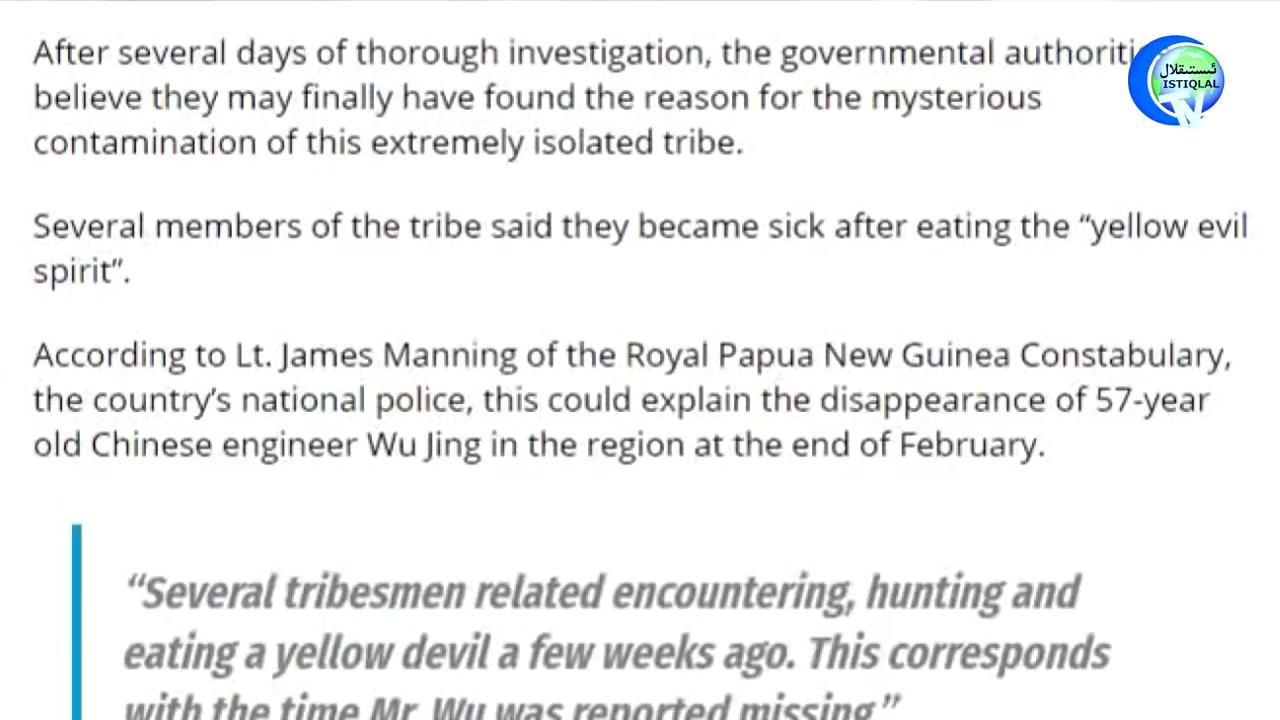 After several days of thorough investigation, the governmental
believe they may finally have found the reason for the mysterious
contamination of this extremely isolated tribe.
Several members of the tribe said they became sick after eating the “yellow evil
spirit”.
According to Lt. James Manning of the Royal Papua New Guinea Constabulary,
the country’s national police, this could explain the disappearance of 57-year
old Chinese engineer Wu Jing in the region at the end of February.
“Several tribesmen related encountering, hunting and
eating a yellow devil a few weeks ago. This corresponds
with the time Mr. Wu was reported missing”
ئىستىقلال
ISTIQLAL
TV